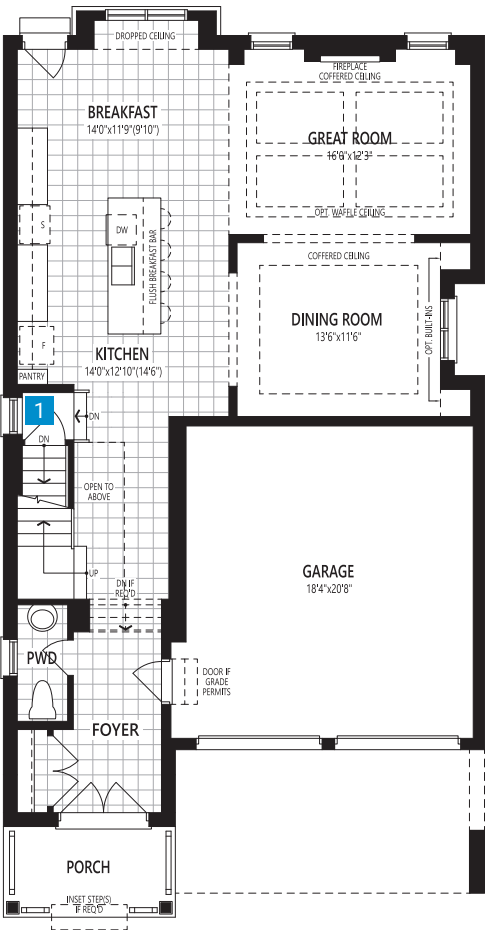 DROPPED CEILING
FIREPLACE
COFFERED CEILING
BREAKFAST
14'0"x11'9"(9'10")
GREAT ROOM
16'0"x12'3"
OPT. WAFFLE CEILING
S
DW
FLUSH BREAKFAST BAR
COFFERED CEILING
DINING ROOM
13'6"x11'6"
OPT. BUILT-INS
F
KITCHEN
14'0"x12'10"(14'6")
PANTRY
1
DN
DN
OPEN TO
ABOVE
UP
DN IF
REQ'D
GARAGE
18'4"x20'8"
PWD
DOOR IF
GRADE
PERMITS
FOYER
PORCH
INSET STEP(S)
IF REQ'D